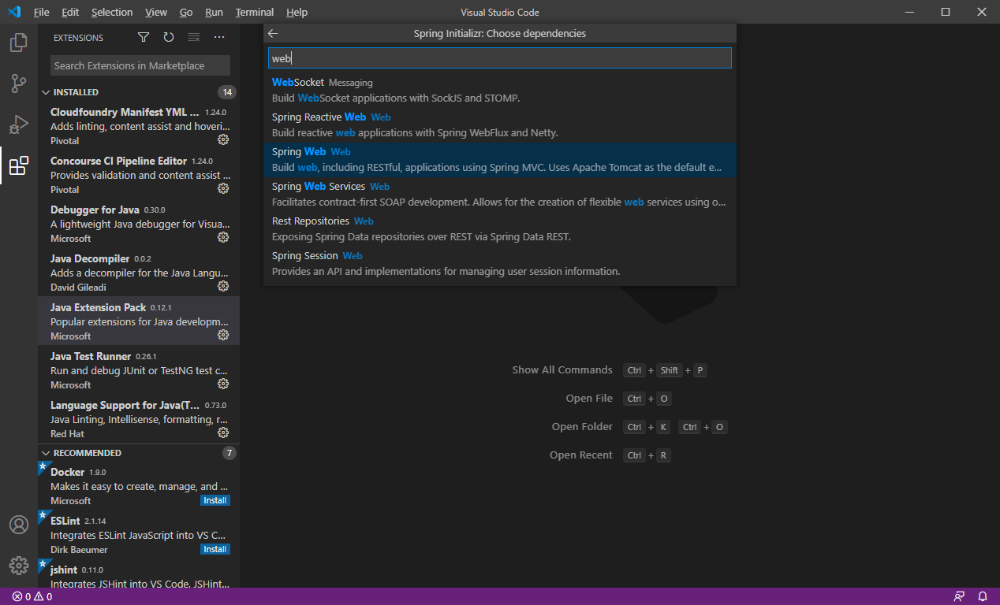 File Edit Selection View Go Run Terminal Help
Visual Studio Code
EXTENSIONS
Search Extensions in Marketplace
INSTALLED 14
Cloudfoundry Manifest YML ... 1.24.0
Adds linting, content assist and hoveri...
Pivotal
Concourse CI Pipeline Editor 1.24.0
Provides validation and content assist ...
Pivotal
Debugger for Java 0.30.0
A lightweight Java debugger for Visua...
Microsoft
Java Decompiler 0.0.2
Adds a decompiler for the Java Langu...
David Gileadi
Java Extension Pack 0.12.1
Popular extensions for Java developm...
Microsoft
Java Test Runner 0.26.1
Run and debug JUnit or TestNG test c...
Microsoft
Language Support for Java(T... 0.73.0
Java Linting, Intellisense, formatting, r...
Red Hat
RECOMMENDED 7
Docker 1.9.0
Makes it easy to create, manage, and ...
Microsoft Install
ESLint 2.1.14
Integrates ESLint JavaScript into VS C...
Dirk Baeumer Install
jshint 0.11.0
Integrates JSHint into VS Code. JSHint...
Spring Initializr: Choose dependencies
web
WebSocket Messaging
Build WebSocket applications with SockJS and STOMP.
Spring Reactive Web Web
Build reactive web applications with Spring WebFlux and Netty.
Spring Web Web
Build web, including RESTful, applications using Spring MVC. Uses Apache Tomcat as the default e...
Spring Web Services Web
Facilitates contract-first SOAP development. Allows for the creation of flexible web services using o...
Rest Repositories Web
Exposing Spring Data repositories over REST via Spring Data REST.
Spring Session Web
Provides an API and implementations for managing user session information.
Show All Commands Ctrl + Shift + P
Open File Ctrl + O
Open Folder Ctrl + K Ctrl + O
Open Recent Ctrl + R
0 0